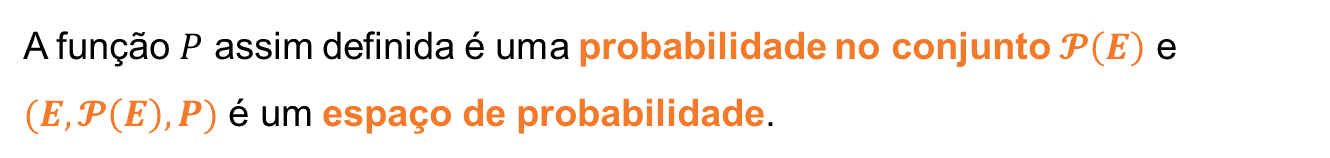 A função 𝑃 assim definida é uma probabilidade no conjunto 𝓟(𝑬) e
(𝑬, 𝓟(𝑬), 𝑷) é um espaço de probabilidade.